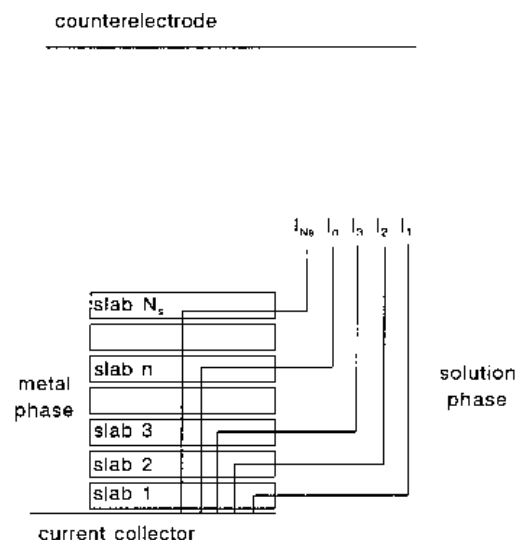 counterelectrode
I_Ns I_n I_3 I_2 I_1
slab N_s
slab n
metal
phase
solution
phase
slab 3
slab 2
slab 1
current collector